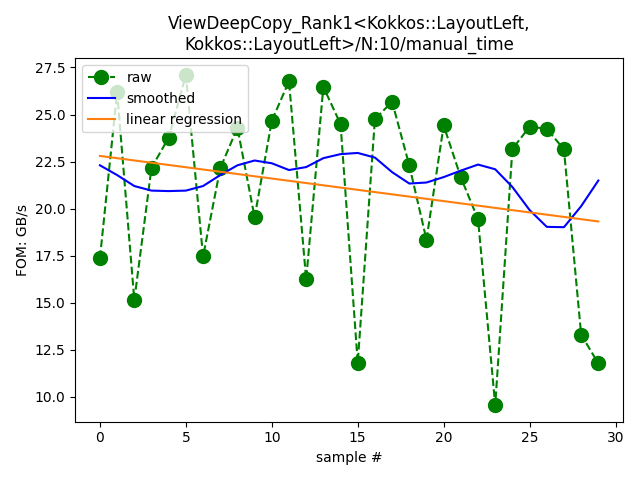 ViewDeepCopy_Rank1<Kokkos::LayoutLeft,
Kokkos::LayoutLeft>/N:10/manual_time
raw
smoothed
linear regression
FOM: GB/s
27.5
25.0
22.5
20.0
17.5
15.0
12.5
10.0
0
5
10
15
20
25
30
sample #